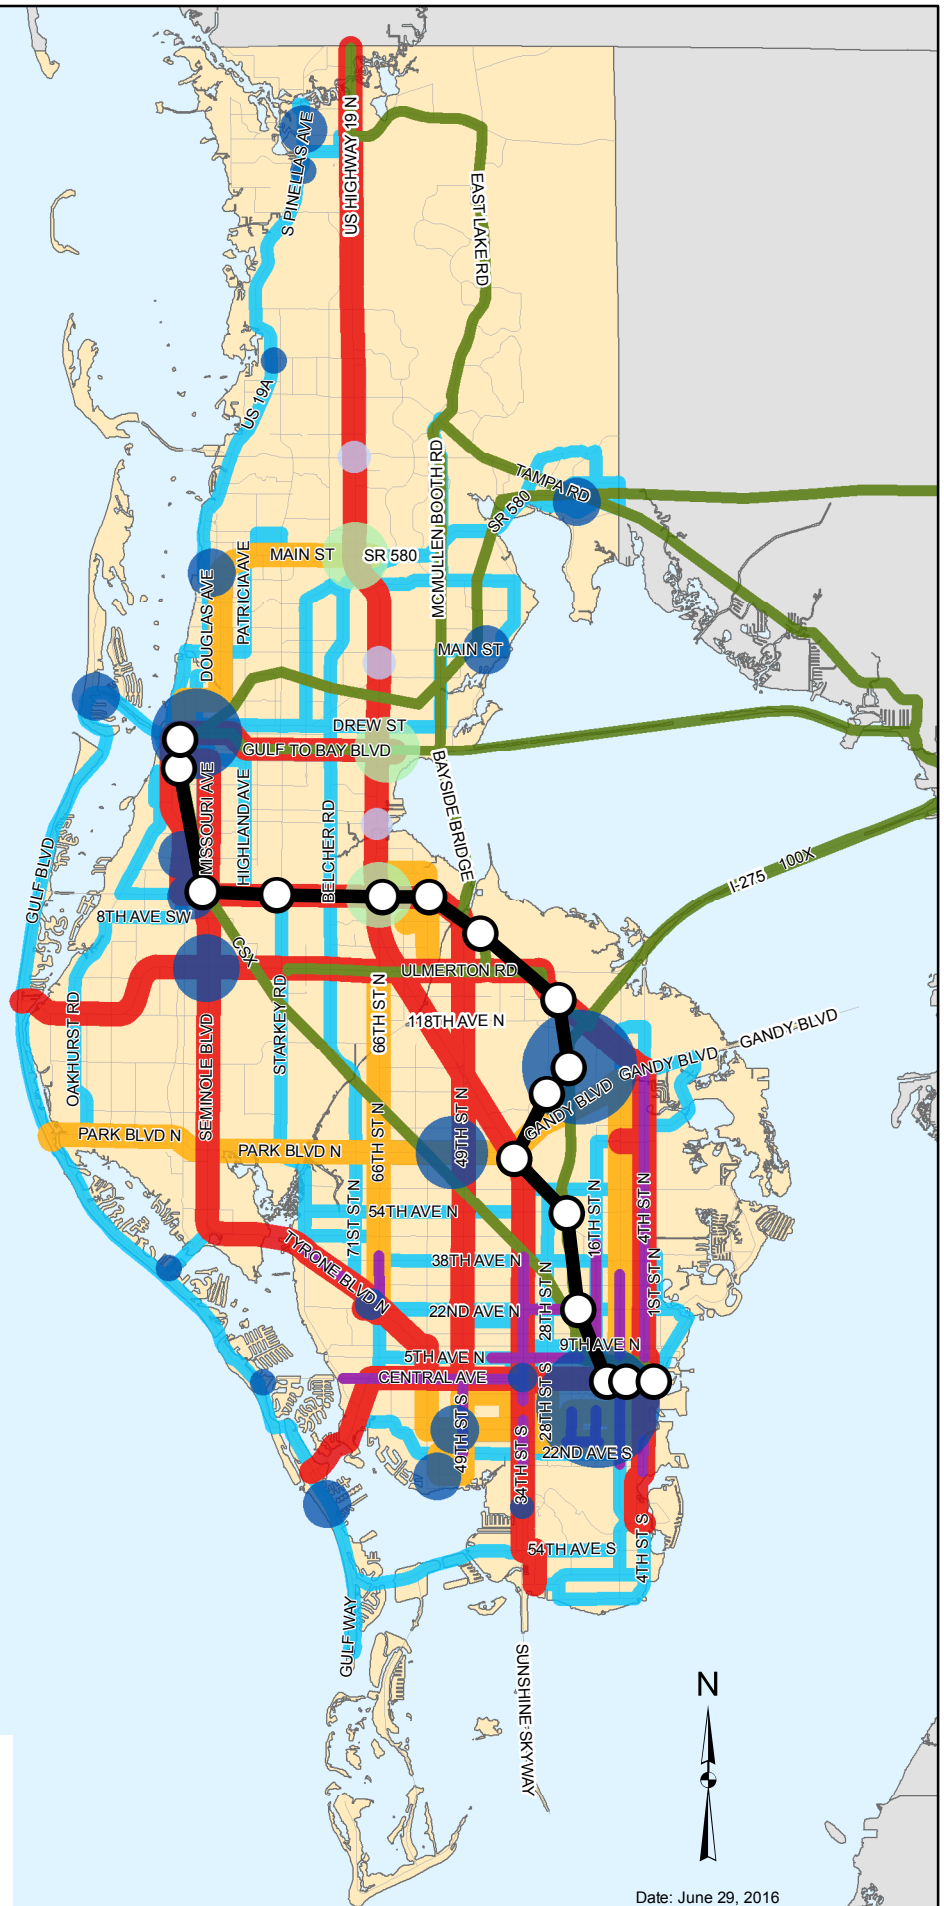 S PINELLAS AVE
US HIGHWAY 19 N
EAST LAKE RD
US 19A
MCMULLEN BOOTH RD
TAMPA RD
SR 580
MAIN ST
SR 580
PATRICIA AVE
DOUGLAS AVE
MAIN ST
DREW ST
GULF TO BAY BLVD
BAYSIDE BRIDGE
MISSOURI AVE
HIGHLAND AVE
BELCHER RD
GULF BLVD
I-275 100X
8TH AVE SW
CSX
ULMERTON RD
OAKHURST RD
STARKEY RD
66TH ST N
118TH AVE N
GANDY BLVD
GANDY BLVD
GANDY BLVD
SEMINOLE BLVD
PARK BLVD N
PARK BLVD N
66TH ST N
49TH ST N
71ST ST N
54TH AVE N
16TH ST N
4TH ST N
TYRONE BLVD N
38TH AVE N
28TH ST N
1ST ST N
22ND AVE N
9TH AVE N
5TH AVE N
CENTRAL AVE
28TH ST S
49TH ST S
22ND AVE S
34TH ST S
54TH AVE S
4TH ST S
GULF WAY
SUNSHINE SKYWAY
N
Date: June 29, 2016